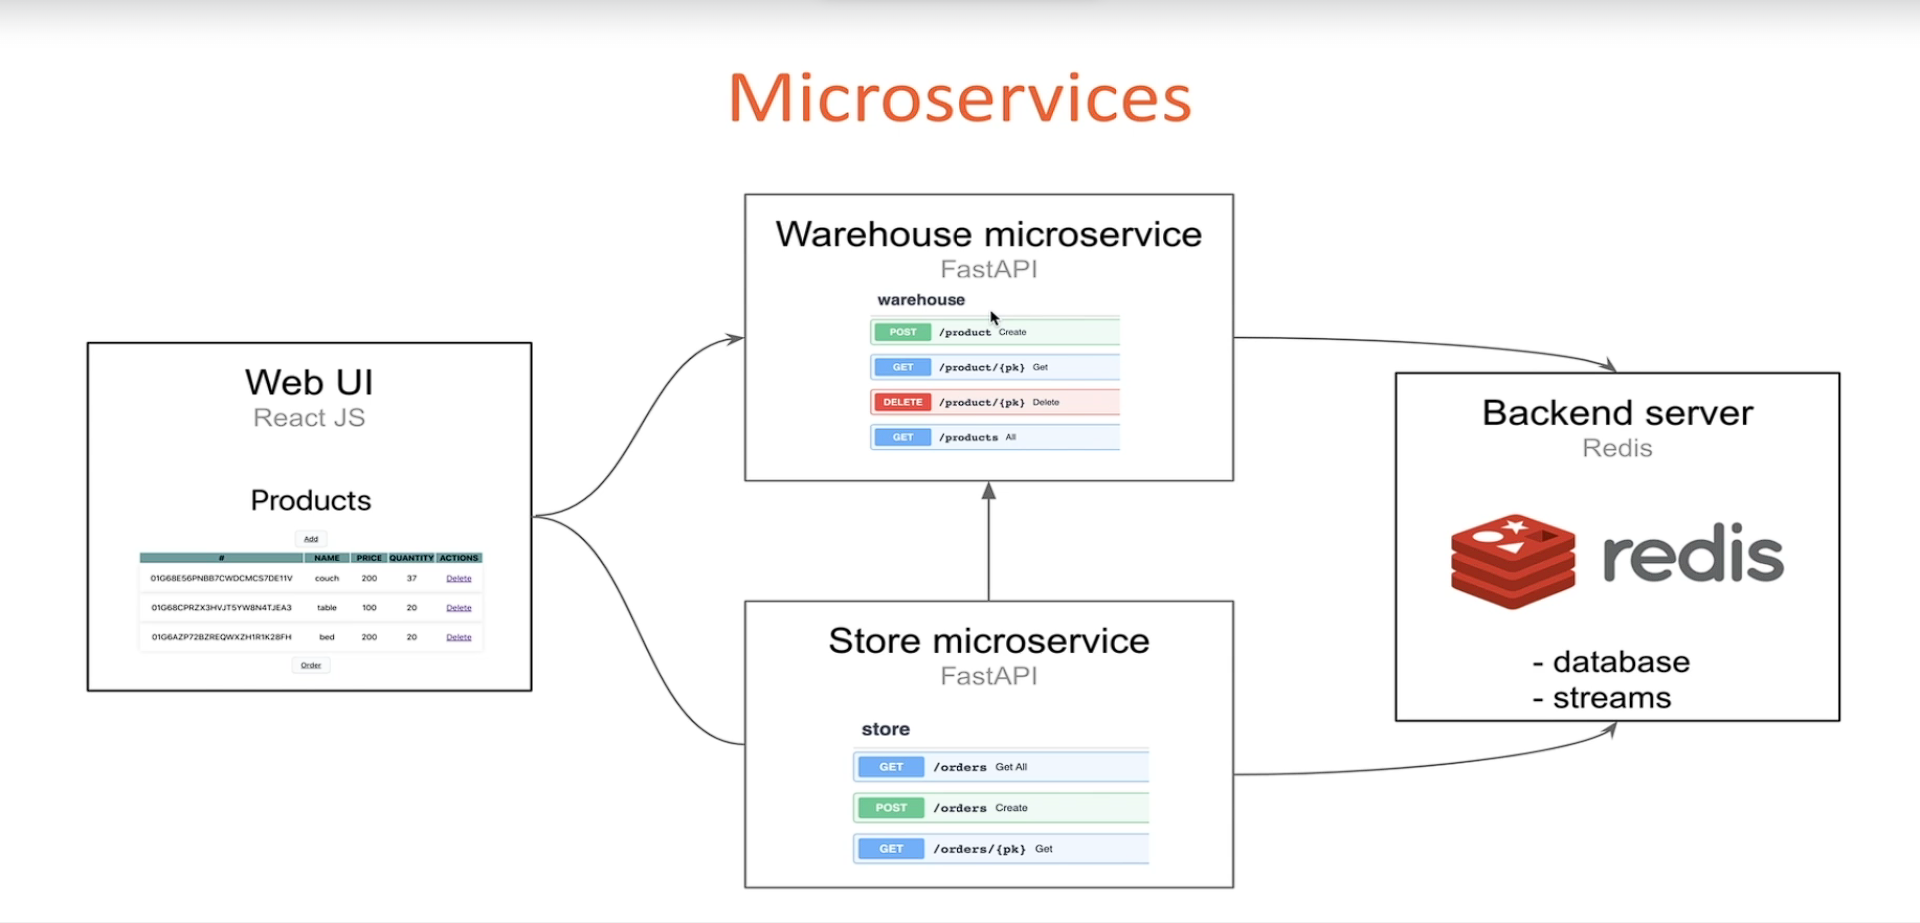 Microservices
Web UI
React JS
Products
Add
# NAME PRICE QUANTITY ACTIONS
01G68E56PNBB7CWDCMCS7DE11V couch 200 37 Delete
01G68CPRZX3HVJT5YW8N4TJEA3 table 100 20 Delete
01G6AZP72BZREQWXZH1R1K28FH bed 200 20 Delete
Order
Warehouse microservice
FastAPI
warehouse
POST /product Create
GET /product/{pk} Get
DELETE /product/{pk} Delete
GET /products All
Store microservice
FastAPI
store
GET /orders Get All
POST /orders Create
GET /orders/{pk} Get
Backend server
Redis
redis
- database
- streams